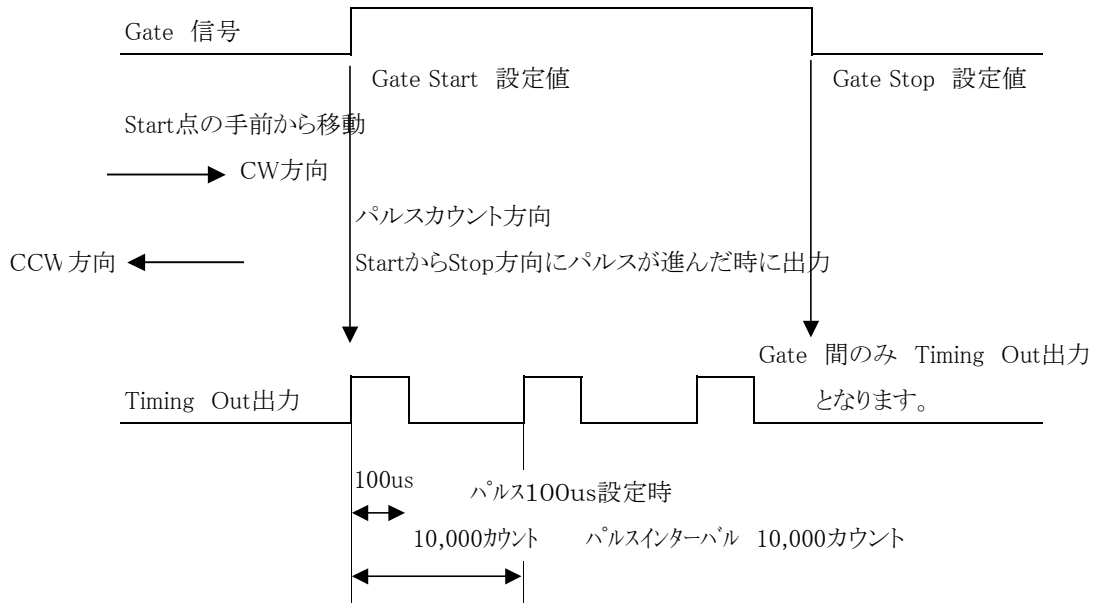 Gate 信号
Gate Start 設定値
Gate Stop 設定値
Start点の手前から移動
CW方向
パルスカウント方向
CCW方向
StartからStop方向にパルスが進んだ時に出力
Gate 間のみ Timing Out出力
Timing Out出力
となります。
100us
ﾊﾟﾙｽ100us設定時
10,000ｶｳﾝﾄ ﾊﾟﾙｽｲﾝﾀｰﾊﾞﾙ 10,000ｶｳﾝﾄ